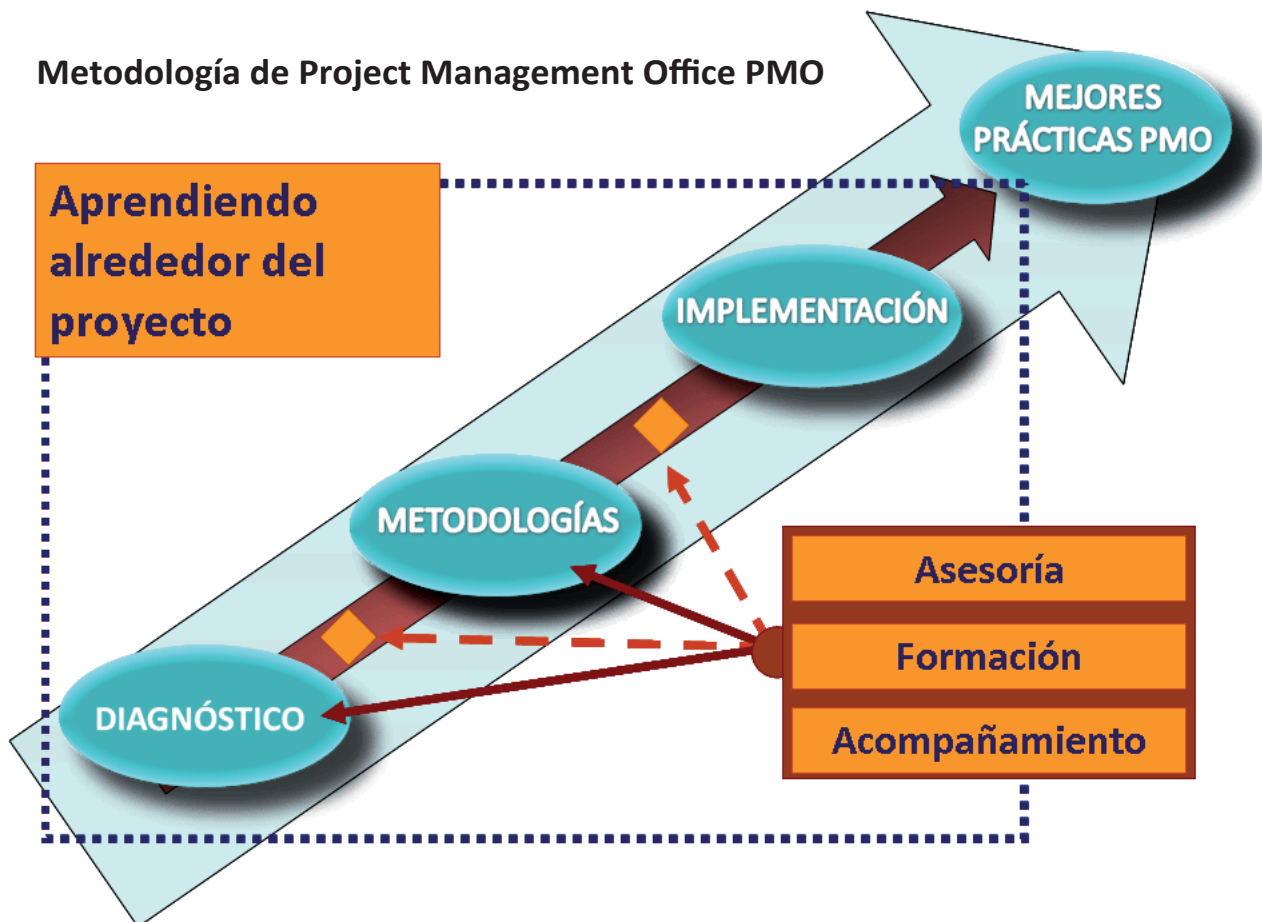 Metodología de Project Management Office PMO
MEJORES
PRÁCTICAS PMO
Aprendiendo
alrededor del
proyecto
IMPLEMENTACIÓN
METODOLOGÍAS
DIAGNÓSTICO
Asesoría
Formación
Acompañamiento